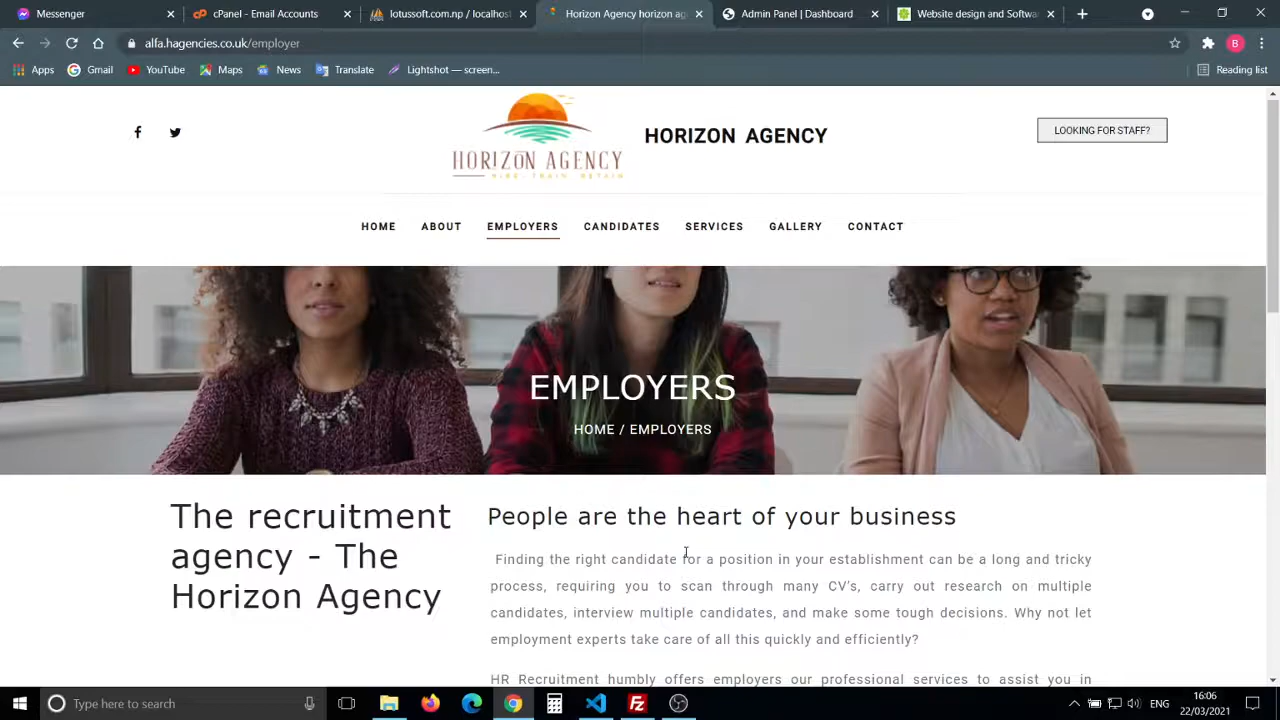 Messenger
cPanel - Email Accounts
lotussoft.com.np / localhos
Horizon Agency Horizon ag
Admin Panel | Dashboard
Website design and Softwa
alfa.hagencies.co.uk/employer
B
Apps
Gmail
YouTube
Maps
News
Translate
Lightshot — screen...
Reading list
HORIZON AGENCY
HIRE · TRAIN · RETAIN
HORIZON AGENCY
LOOKING FOR STAFF?
HOME
ABOUT
EMPLOYERS
CANDIDATES
SERVICES
GALLERY
CONTACT
EMPLOYERS
HOME / EMPLOYERS
The recruitment
agency - The
Horizon Agency
People are the heart of your business
Finding the right candidate for a position in your establishment can be a long and tricky
process, requiring you to scan through many CV's, carry out research on multiple
candidates, interview multiple candidates, and make some tough decisions. Why not let
employment experts take care of all this quickly and efficiently?
HR Recruitment humbly offers employers our professional services to assist you in
Type here to search
ENG
16:06
22/03/2021